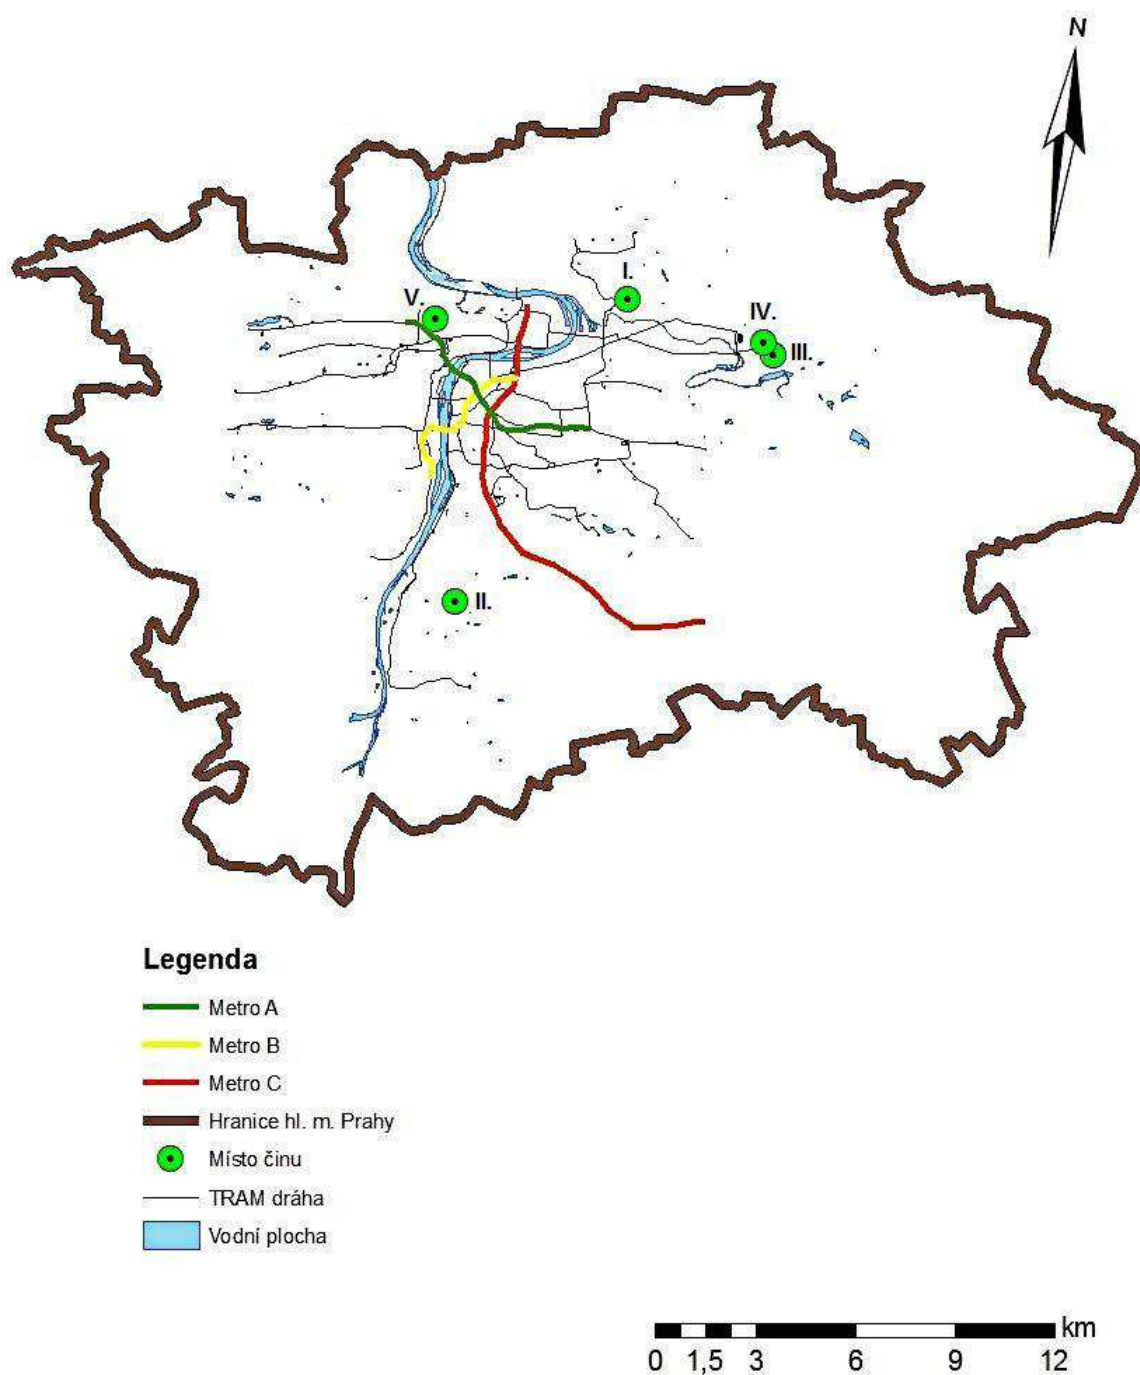 N
I.
V.
IV.
III.
II.
Legenda
Metro A
Metro B
Metro C
Hranice hl. m. Prahy
Místo činu
TRAM dráha
Vodní plocha
km
0 1,5 3 6 9 12